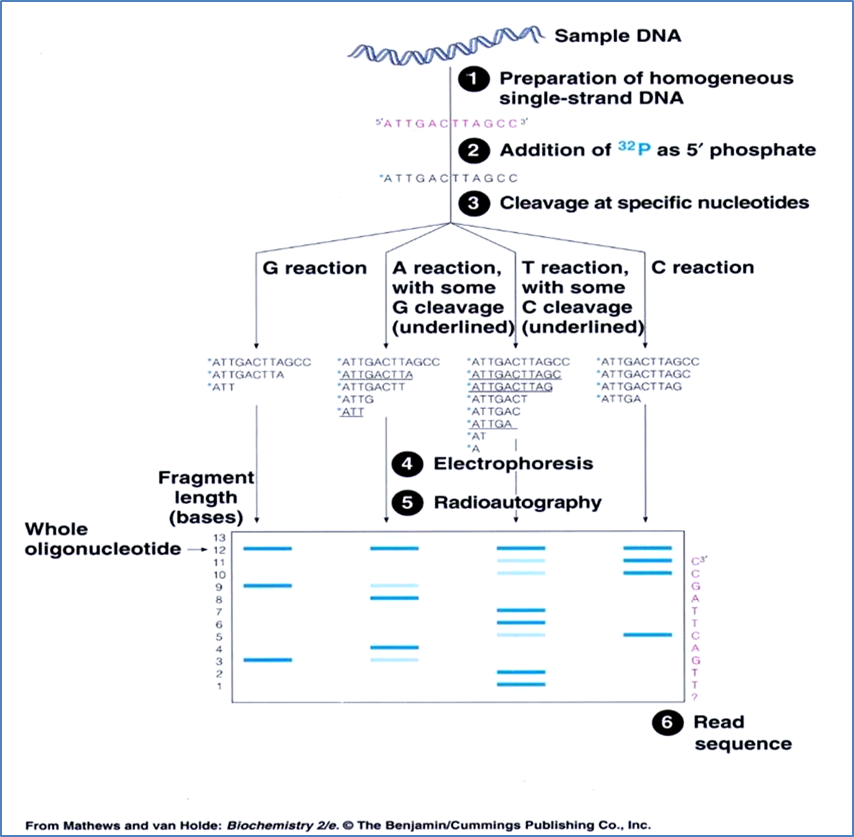 Sample DNA
1 Preparation of homogeneous
single-strand DNA
5′ATTGACTTAGCC3′
2 Addition of 32P as 5′ phosphate
*ATTGACTTAGCC
3 Cleavage at specific nucleotides
G reaction
A reaction,
with some
G cleavage
(underlined)
T reaction,
with some
C cleavage
(underlined)
C reaction
*ATTGACTTAGCC
*ATTGACTTA
*ATT
*ATTGACTTAGCC
*ATTGACTTA
*ATTGACTT
*ATTG
*ATT
*ATTGACTTAGCC
*ATTGACTTAGC
*ATTGACTTAG
*ATTGACT
*ATTGAC
*ATTGA
*AT
*A
*ATTGACTTAGCC
*ATTGACTTAGC
*ATTGACTTAG
*ATTGA
4 Electrophoresis
5 Radioautography
Fragment
length
(bases)
Whole
oligonucleotide
13
12
11
10
9
8
7
6
5
4
3
2
1
C3′
C
G
A
T
T
C
A
G
T
T
?
6 Read
sequence
From Mathews and van Holde: Biochemistry 2/e. © The Benjamin/Cummings Publishing Co., Inc.